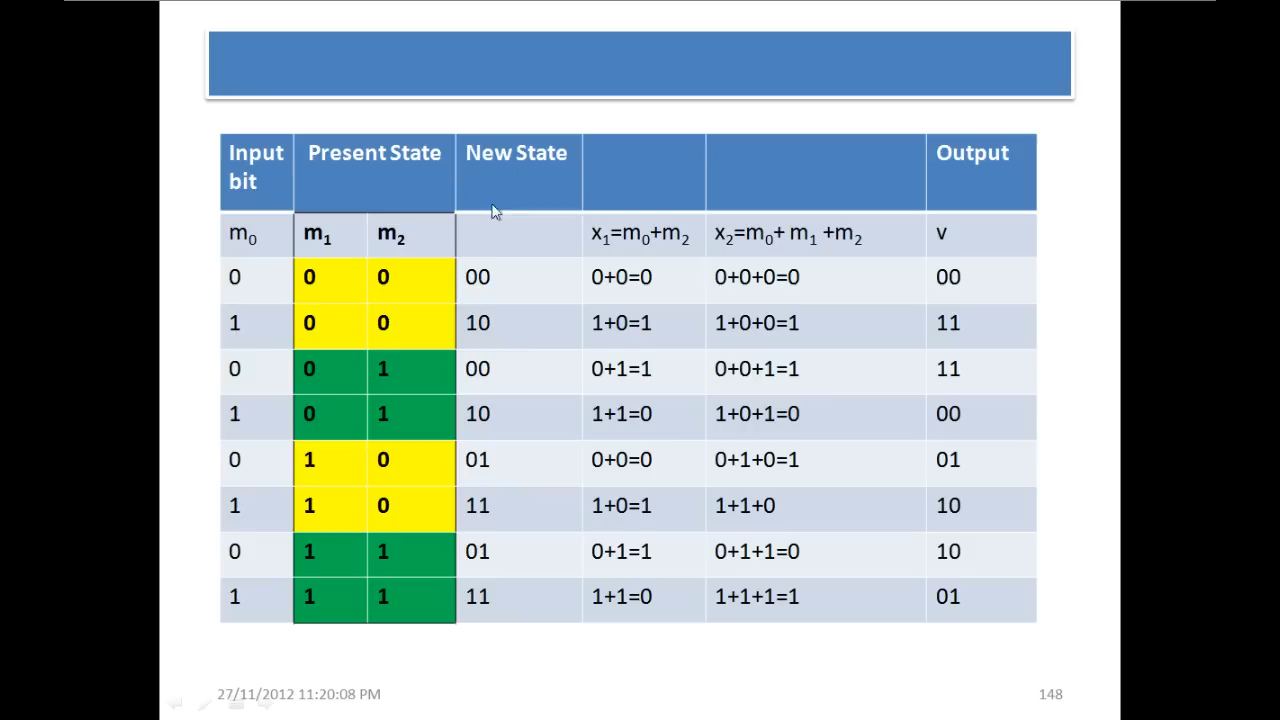 Input bit Present State New State Output
m₀ m₁ m₂ x₁=m₀+m₂ x₂=m₀+ m₁ +m₂ v
0 0 0 00 0+0=0 0+0+0=0 00
1 0 0 10 1+0=1 1+0+0=1 11
0 0 1 00 0+1=1 0+0+1=1 11
1 0 1 10 1+1=0 1+0+1=0 00
0 1 0 01 0+0=0 0+1+0=1 01
1 1 0 11 1+0=1 1+1+0 10
0 1 1 01 0+1=1 0+1+1=0 10
1 1 1 11 1+1=0 1+1+1=1 01
27/11/2012 11:20:08 PM 148